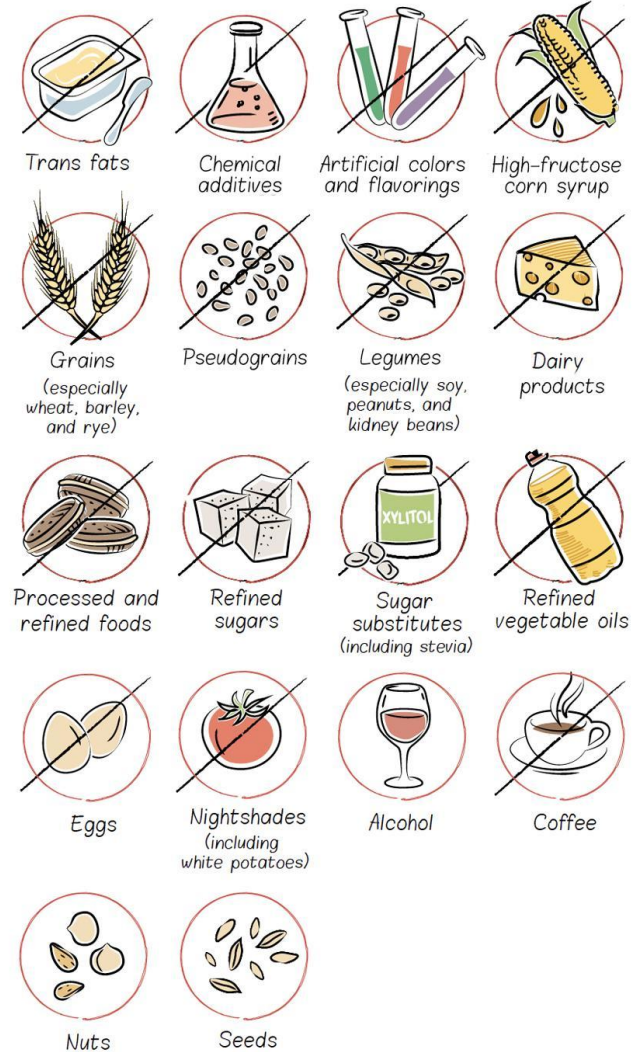 Trans fats
Chemical
additives
Artificial colors
and flavorings
High-fructose
corn syrup
Grains
(especially
wheat, barley,
and rye)
Pseudograins
Legumes
(especially soy,
peanuts, and
kidney beans)
Dairy
products
Processed and
refined foods
Refined
sugars
XYLITOL
Sugar
substitutes
(including stevia)
Refined
vegetable oils
Eggs
Nightshades
(including
white potatoes)
Alcohol
Coffee
Nuts
Seeds